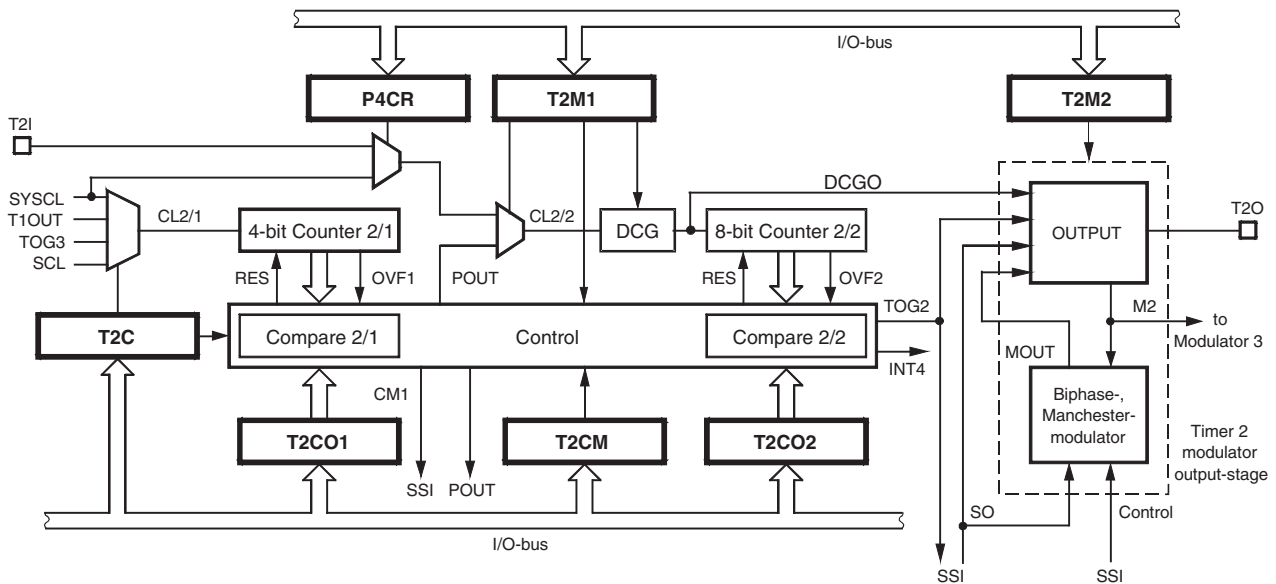 I/O-bus
P4CR
T2M1
T2M2
T2I
SYSCL
T1OUT
TOG3
SCL
CL2/1
4-bit Counter 2/1
CL2/2
DCG
8-bit Counter 2/2
DCGO
OUTPUT
T2O
RES
OVF1
POUT
RES
OVF2
TOG2
M2
to
Modulator 3
T2C
Compare 2/1
Control
Compare 2/2
INT4
MOUT
CM1
Biphase-,
Manchester-
modulator
T2CO1
T2CM
T2CO2
Timer 2
modulator
output-stage
SSI
POUT
SO
Control
I/O-bus
SSI
SSI